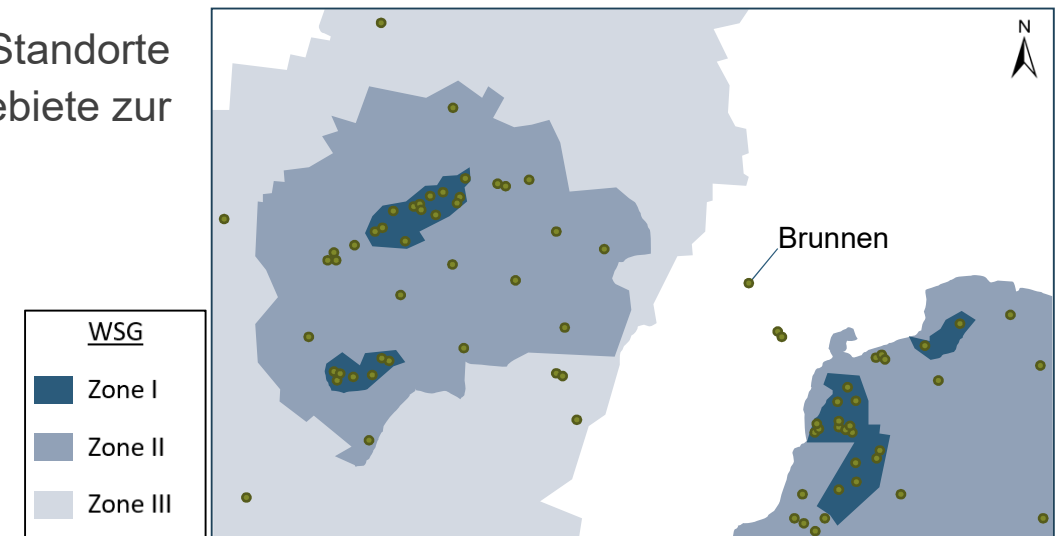 Standorte
ebiete zur
N
Brunnen
WSG
Zone I
Zone II
Zone III